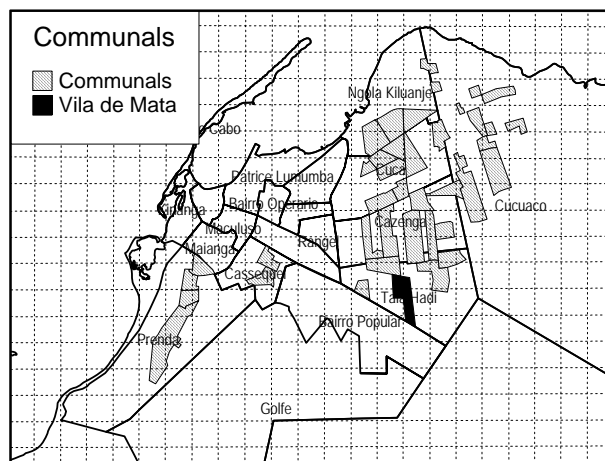 Communals
Communals
Vila de Mata
Ngola Kiluanje
Cabo
Patrice Lumumba
Cuca
Kinanga
Bairro Operario
Cucuaco
Maculuso
Cazenga
Rangel
Maianga
Cassequel
Tala Hadi
Bairro Popular
Prenda
Golfe